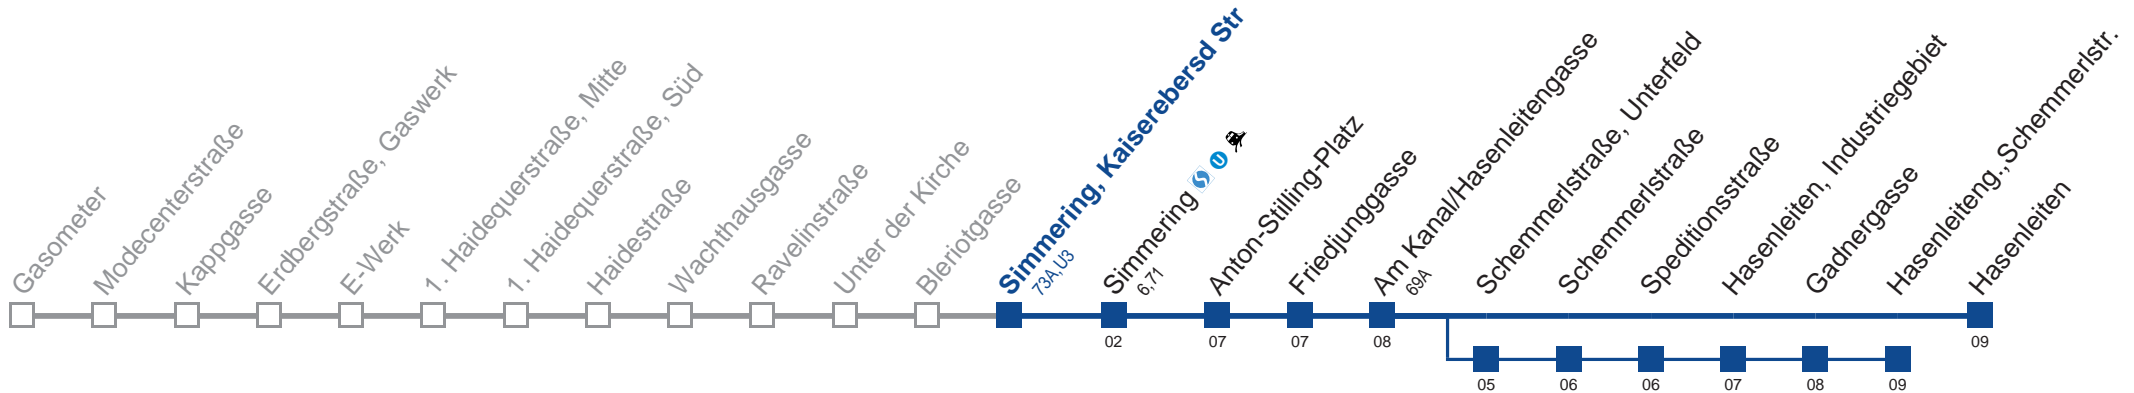 Gasometer
Modecenterstraße
Kappgasse
Erdbergstraße, Gaswerk
E-Werk
1. Haidequerstraße, Mitte
1. Haidequerstraße, Süd
Haidestraße
Wachthausgasse
Ravelinstraße
Unter der Kirche
Bleriotgasse
Simmering, Kaiserebersd Str
73A,U3
Simmering S U
6,71
Anton-Stilling-Platz
Friedjunggasse
Am Kanal/Hasenleitengasse
69A
Schemmerlstraße, Unterfeld
Schemmerlstraße
Speditionsstraße
Hasenleiten, Industriegebiet
Gadnergasse
Hasenleiteng.,Schemmerlstr.
Hasenleiten
02 07 07 08 09
05 06 06 07 08 09